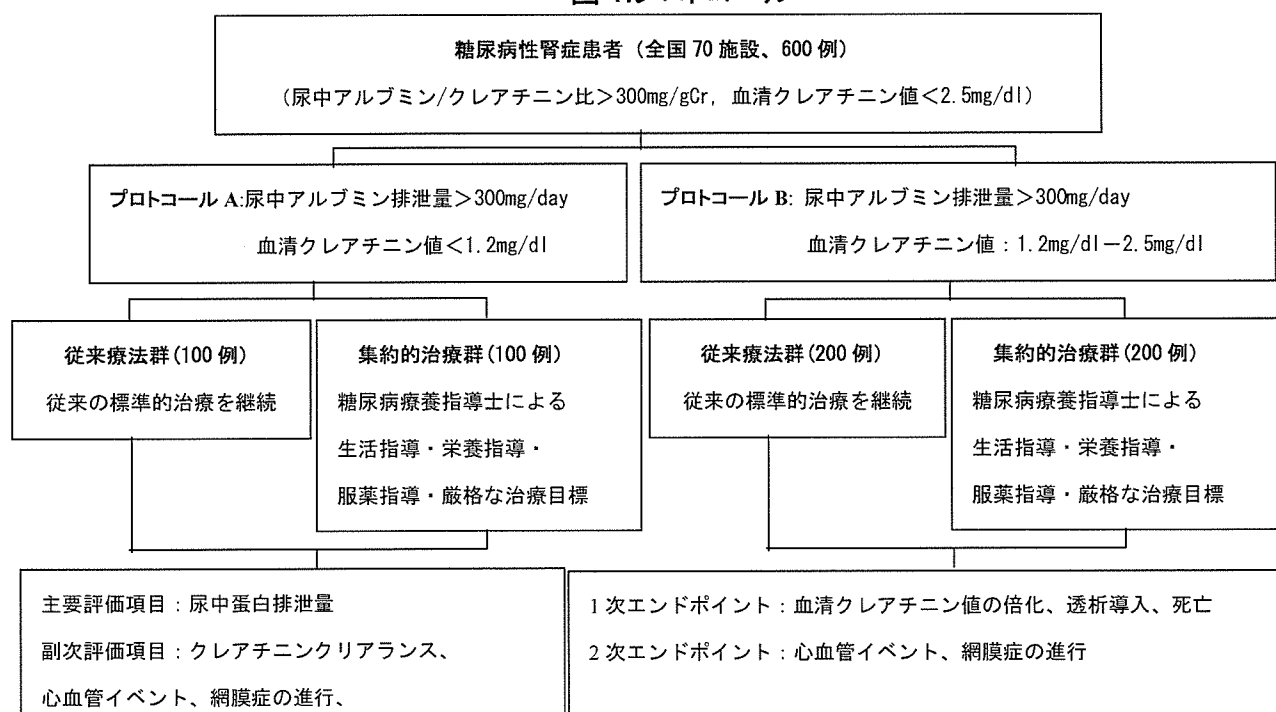 糖尿病性腎症患者（全国 70 施設、600 例）
（尿中アルブミン/クレアチニン比＞300mg/gCr, 血清クレアチニン値＜2.5mg/dl）
プロトコール A:尿中アルブミン排泄量＞300mg/day
血清クレアチニン値＜1.2mg/dl
プロトコール B: 尿中アルブミン排泄量＞300mg/day
血清クレアチニン値：1.2mg/dl－2.5mg/dl
従来療法群(100 例)
従来の標準的治療を継続
集約的治療群(100 例)
糖尿病療養指導士による
生活指導・栄養指導・
服薬指導・厳格な治療目標
従来療法群(200 例)
従来の標準的治療を継続
集約的治療群(200 例)
糖尿病療養指導士による
生活指導・栄養指導・
服薬指導・厳格な治療目標
主要評価項目：尿中蛋白排泄量
副次評価項目：クレアチニンクリアランス、
心血管イベント、網膜症の進行、
1 次エンドポイント：血清クレアチニン値の倍化、透析導入、死亡
2 次エンドポイント：心血管イベント、網膜症の進行